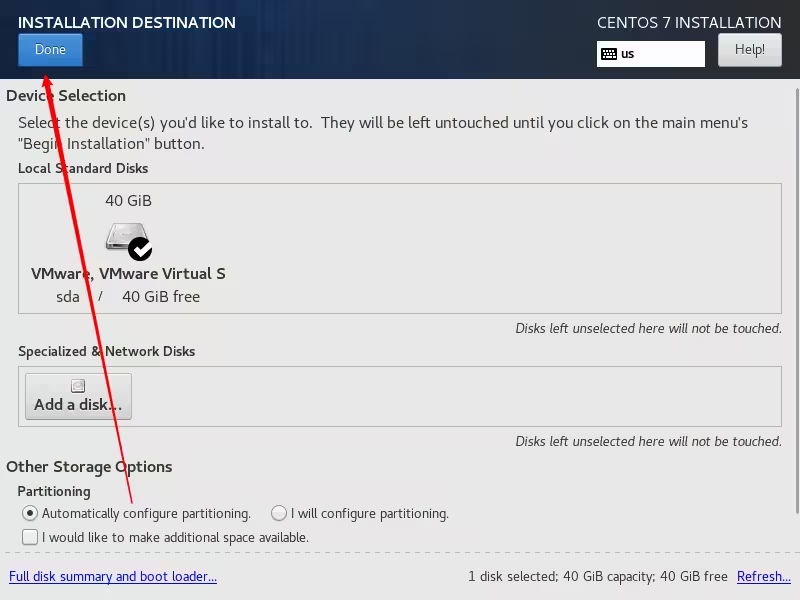 INSTALLATION DESTINATION
CENTOS 7 INSTALLATION
Done
us
Help!
Device Selection
Select the device(s) you'd like to install to.  They will be left untouched until you click on the main menu's
"Begin Installation" button.
Local Standard Disks
40 GiB
VMware, VMware Virtual S
sda / 40 GiB free
Disks left unselected here will not be touched.
Specialized & Network Disks
Add a disk...
Disks left unselected here will not be touched.
Other Storage Options
Partitioning
Automatically configure partitioning. I will configure partitioning.
I would like to make additional space available.
Full disk summary and boot loader... 1 disk selected; 40 GiB capacity; 40 GiB free Refresh...